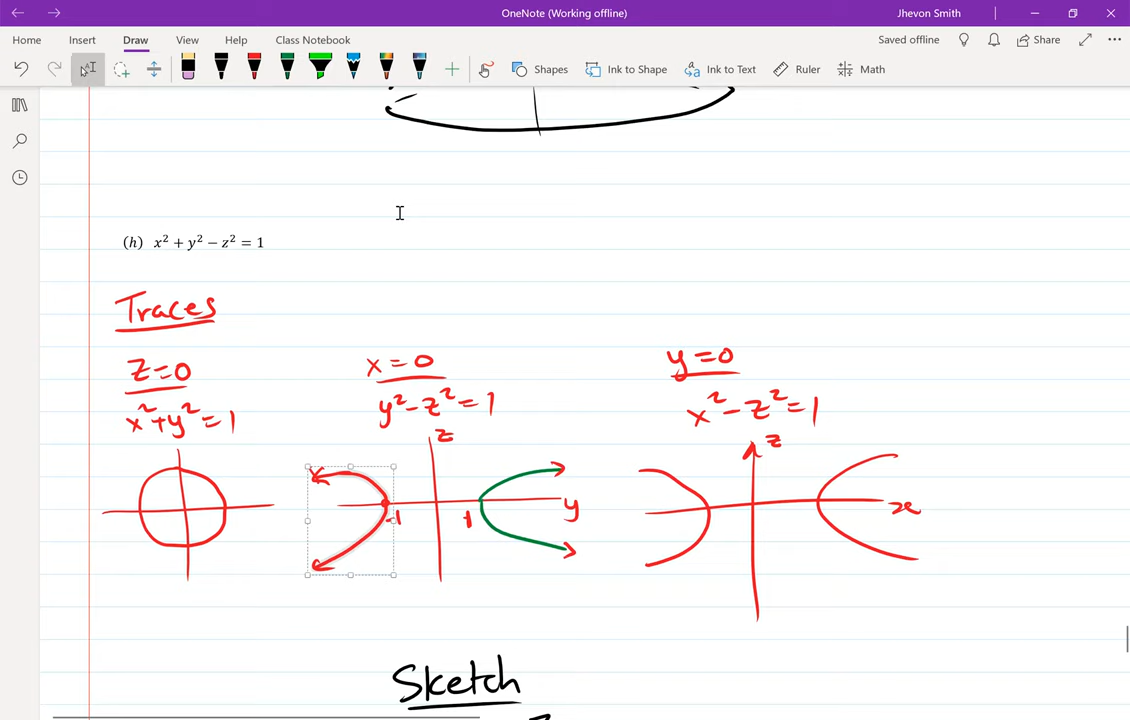 OneNote (Working offline)
Jhevon Smith
Home Insert Draw View Help Class Notebook
Saved offline
Share
Shapes
Ink to Shape
Ink to Text
Ruler
Math
(h) x² + y² − z² = 1
Traces
z=0
x²+y²=1
x=0
y²-z²=1
z
y
-1
1
y=0
x²-z²=1
z
x
Sketch